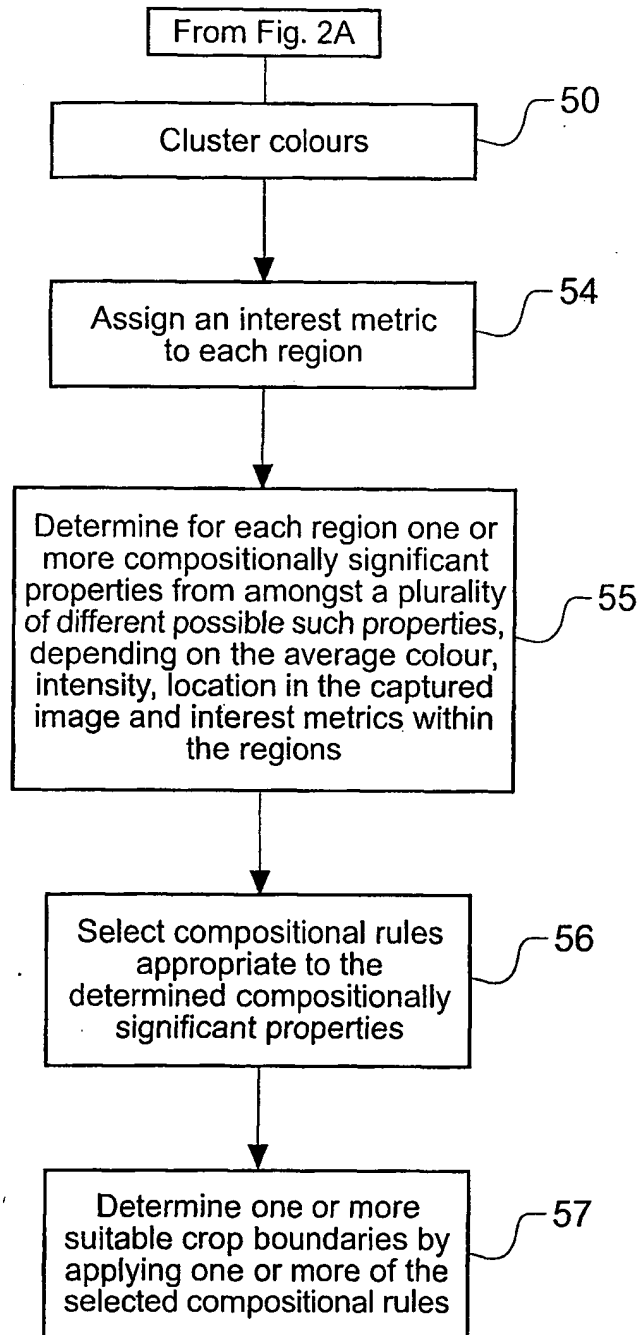 From Fig. 2A
Cluster colours
50
Assign an interest metric
to each region
54
Determine for each region one or
more compositionally significant
properties from amongst a plurality
of different possible such properties,
depending on the average colour,
intensity, location in the captured
image and interest metrics within
the regions
55
Select compositional rules
appropriate to the
determined compositionally
significant properties
56
Determine one or more
suitable crop boundaries by
applying one or more of the
selected compositional rules
57